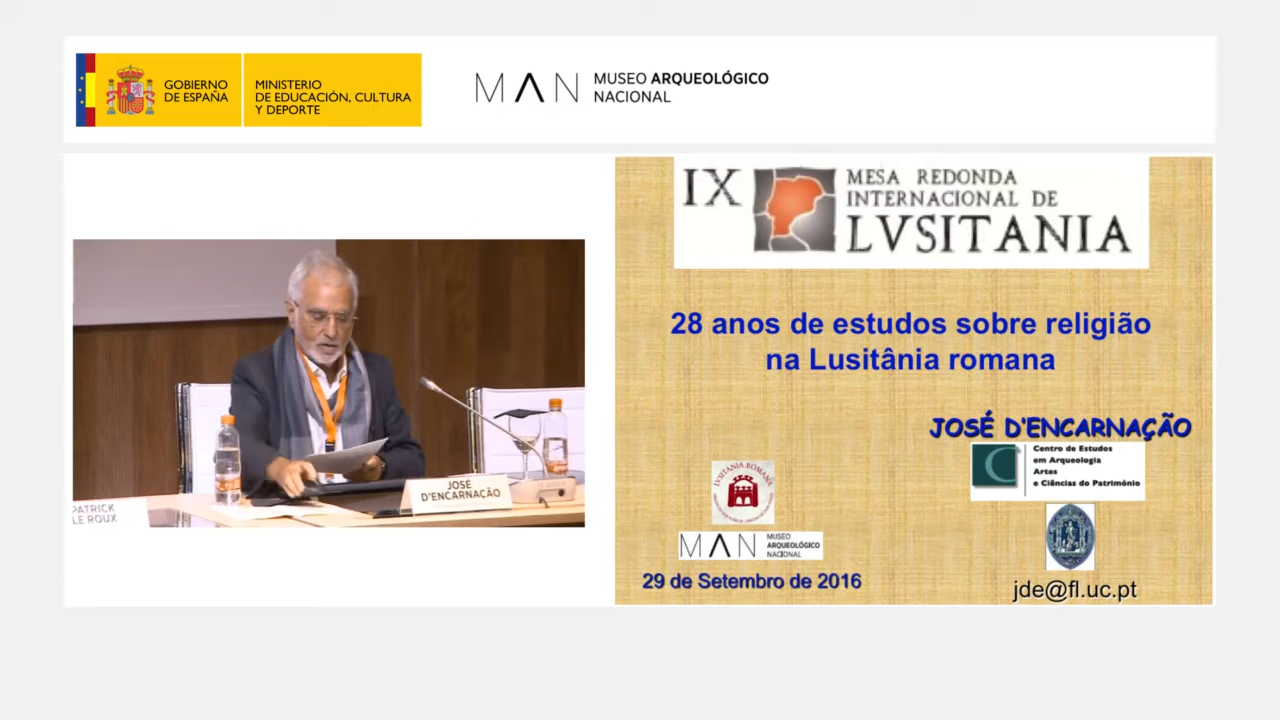 GOBIERNO
DE ESPAÑA
MINISTERIO
DE EDUCACIÓN, CULTURA
Y DEPORTE
MAN
MUSEO ARQUEOLÓGICO
NACIONAL
PATRICK
LE ROUX
JOSÉ
D'ENCARNAÇÃO
IX
MESA REDONDA
INTERNACIONAL DE
LVSITANIA
28 anos de estudos sobre religião
na Lusitânia romana
JOSÉ D'ENCARNAÇÃO
C
Centro de Estudos
em Arqueologia
Artes
e Ciências do Património
LVSITANIA ROMANA
MAN
MUSEO
ARQUEOLÓGICO
NACIONAL
29 de Setembro de 2016
jde@fl.uc.pt